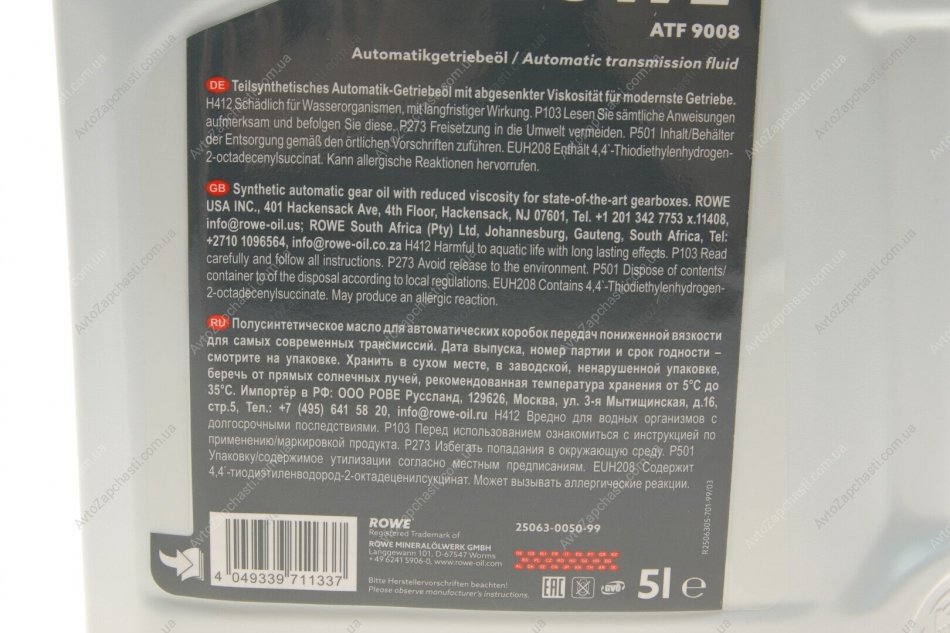 ATF 9008
Automatikgetriebeöl / Automatic transmission fluid
DE Teilsynthetisches Automatik-Getriebeöl mit abgesenkter Viskosität für modernste Getriebe.
H412 Schädlich für Wasserorganismen, mit langfristiger Wirkung. P103 Lesen Sie sämtliche Anweisungen
aufmerksam und befolgen Sie diese. P273 Freisetzung in die Umwelt vermeiden. P501 Inhalt/Behälter
der Entsorgung gemäß den örtlichen Vorschriften zuführen. EUH208 Enthält 4,4`-Thiodiethylenhydrogen-
2-octadecenylsuccinat. Kann allergische Reaktionen hervorrufen.
GB Synthetic automatic gear oil with reduced viscosity for state-of-the-art gearboxes. ROWE
USA INC., 401 Hackensack Ave, 4th Floor, Hackensack, NJ 07601, Tel. +1 201 342 7753 x.11408,
info@rowe-oil.us; ROWE South Africa (Pty) Ltd, Johannesburg, Gauteng, South Africa, Tel:
+2710 1096564, info@rowe-oil.co.za H412 Harmful to aquatic life with long lasting effects. P103 Read
carefully and follow all instructions. P273 Avoid release to the environment. P501 Dispose of contents/
container to of the disposal according to local regulations. EUH208 Contains 4,4`-Thiodiethylenhydrogen-
2-octadecenylsuccinate. May produce an allergic reaction.
RU Полусинтетическое масло для автоматических коробок передач пониженной вязкости
для самых современных трансмиссий. Дата выпуска, номер партии и срок годности –
смотрите на упаковке. Хранить в сухом месте, в заводской, ненарушенной упаковке,
беречь от прямых солнечных лучей, рекомендованная температура хранения от 5°C до
35°C. Импортёр в РФ: ООО РОВЕ Руссланд, 129626, Москва, ул. 3-я Мытищинская, д.16,
стр.5, Тел.: +7 (495) 641 58 20, info@rowe-oil.ru H412 Вредно для водных организмов с
долгосрочными последствиями. P103 Перед использованием ознакомиться с инструкцией по
применению/маркировкой продукта. P273 Избегать попадания в окружающую среду. P501
Упаковку/содержимое утилизации согласно местным предписаниям. EUH208 Содержит
4,4`-тиодиэтиленводород-2-октадеценилсукцинат. Может вызывать аллергические реакции.
R2506305-701-99/03
4 049339 711337
ROWE
Registered Trademark of
ROWE MINERALÖLWERK GMBH
Langgewann 101, D-67547 Worms
+49 6241 5906-0, www.rowe-oil.com
Bitte Herstellervorschriften beachten!
Please observe manufacturer's instructions.
25063-0050-99
EAC
GVÖ
5l e
AvtoZapchasti.com.ua